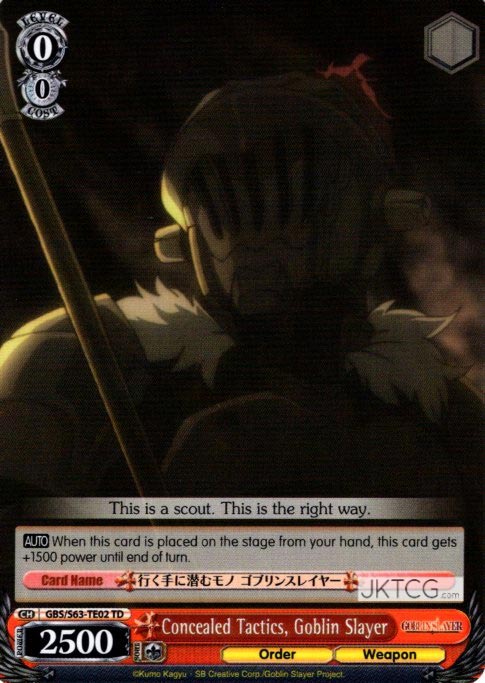 LEVEL
0
0
COST
This is a scout. This is the right way.
AUTO When this card is placed on the stage from your hand, this card gets
+1500 power until end of turn.
Card Name 行く手に潜むモノ ゴブリンスレイヤー
JKTCG.com
CH GBS/S63-TE02 TD
POWER 2500 SOUL Concealed Tactics, Goblin Slayer GOBLIN SLAYER
Order Weapon
©Kumo Kagyu・SB Creative Corp./Goblin Slayer Project.